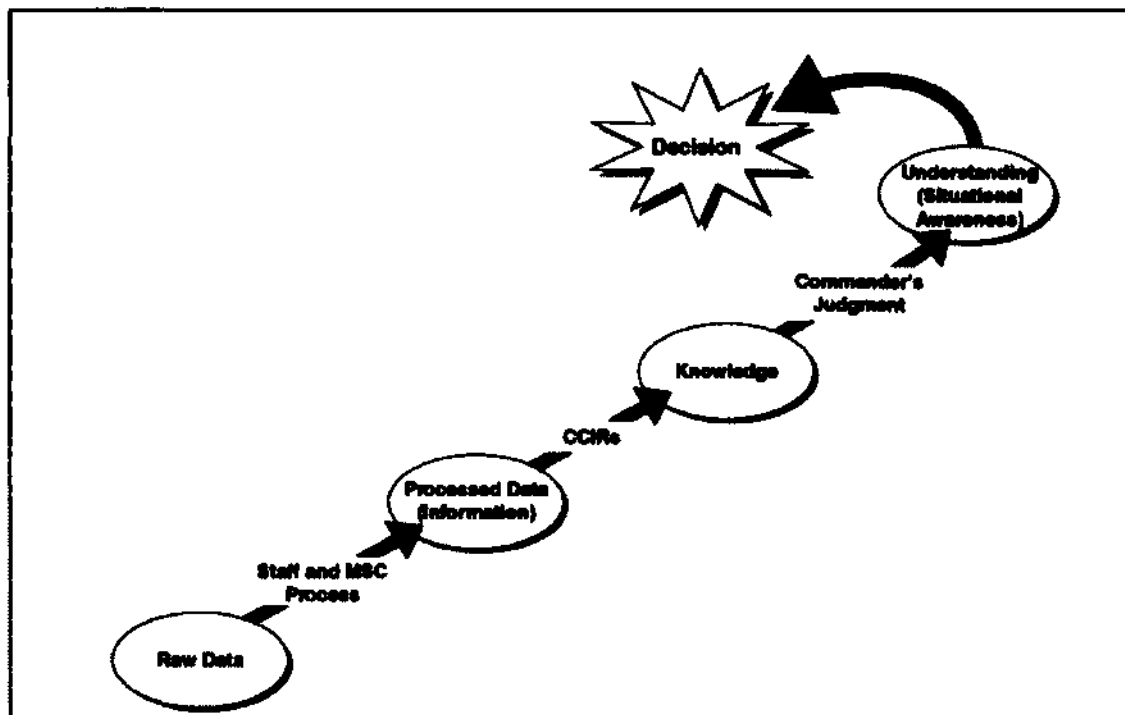 Decision
Understanding
(Situational
Awareness)
Commander's
Judgment
Knowledge
CCIRs
Processed Data
(Information)
Staff and MSC
Process
Raw Data